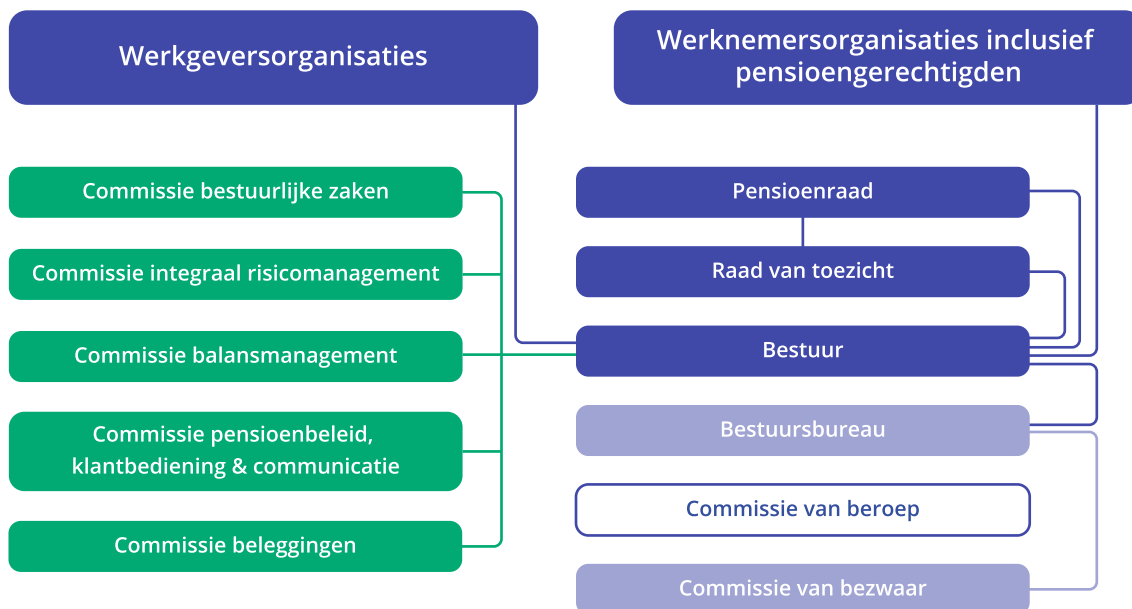 Werkgeversorganisaties
Werknemersorganisaties inclusief
pensioengerechtigden
Commissie bestuurlijke zaken
Commissie integraal risicomanagement
Commissie balansmanagement
Commissie pensioenbeleid,
klantbediening & communicatie
Commissie beleggingen
Pensioenraad
Raad van toezicht
Bestuur
Bestuursbureau
Commissie van beroep
Commissie van bezwaar